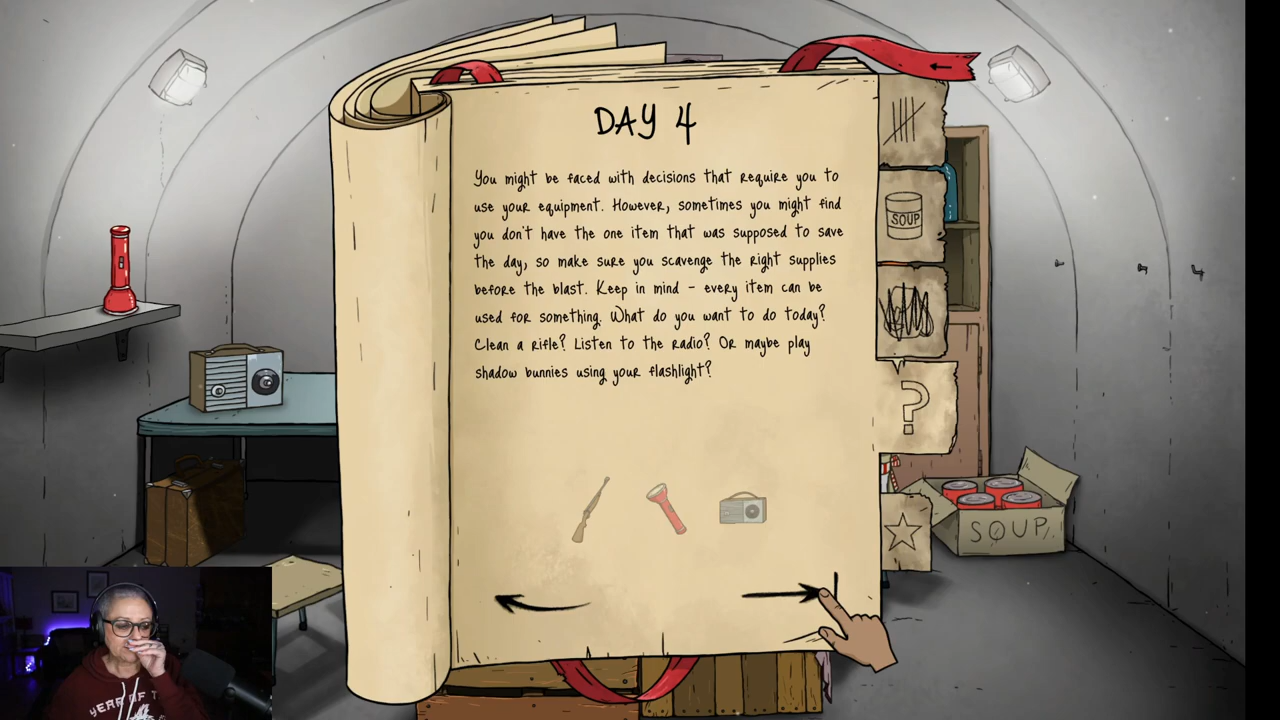 DAY 4
You might be faced with decisions that require you to
use your equipment. However, sometimes you might find
you don't have the one item that was supposed to save
the day, so make sure you scavenge the right supplies
before the blast. Keep in mind - every item can be
used for something. What do you want to do today?
Clean a rifle? Listen to the radio? Or maybe play
shadow bunnies using your flashlight?
SOUP
?
SOUP
YEAR OF T